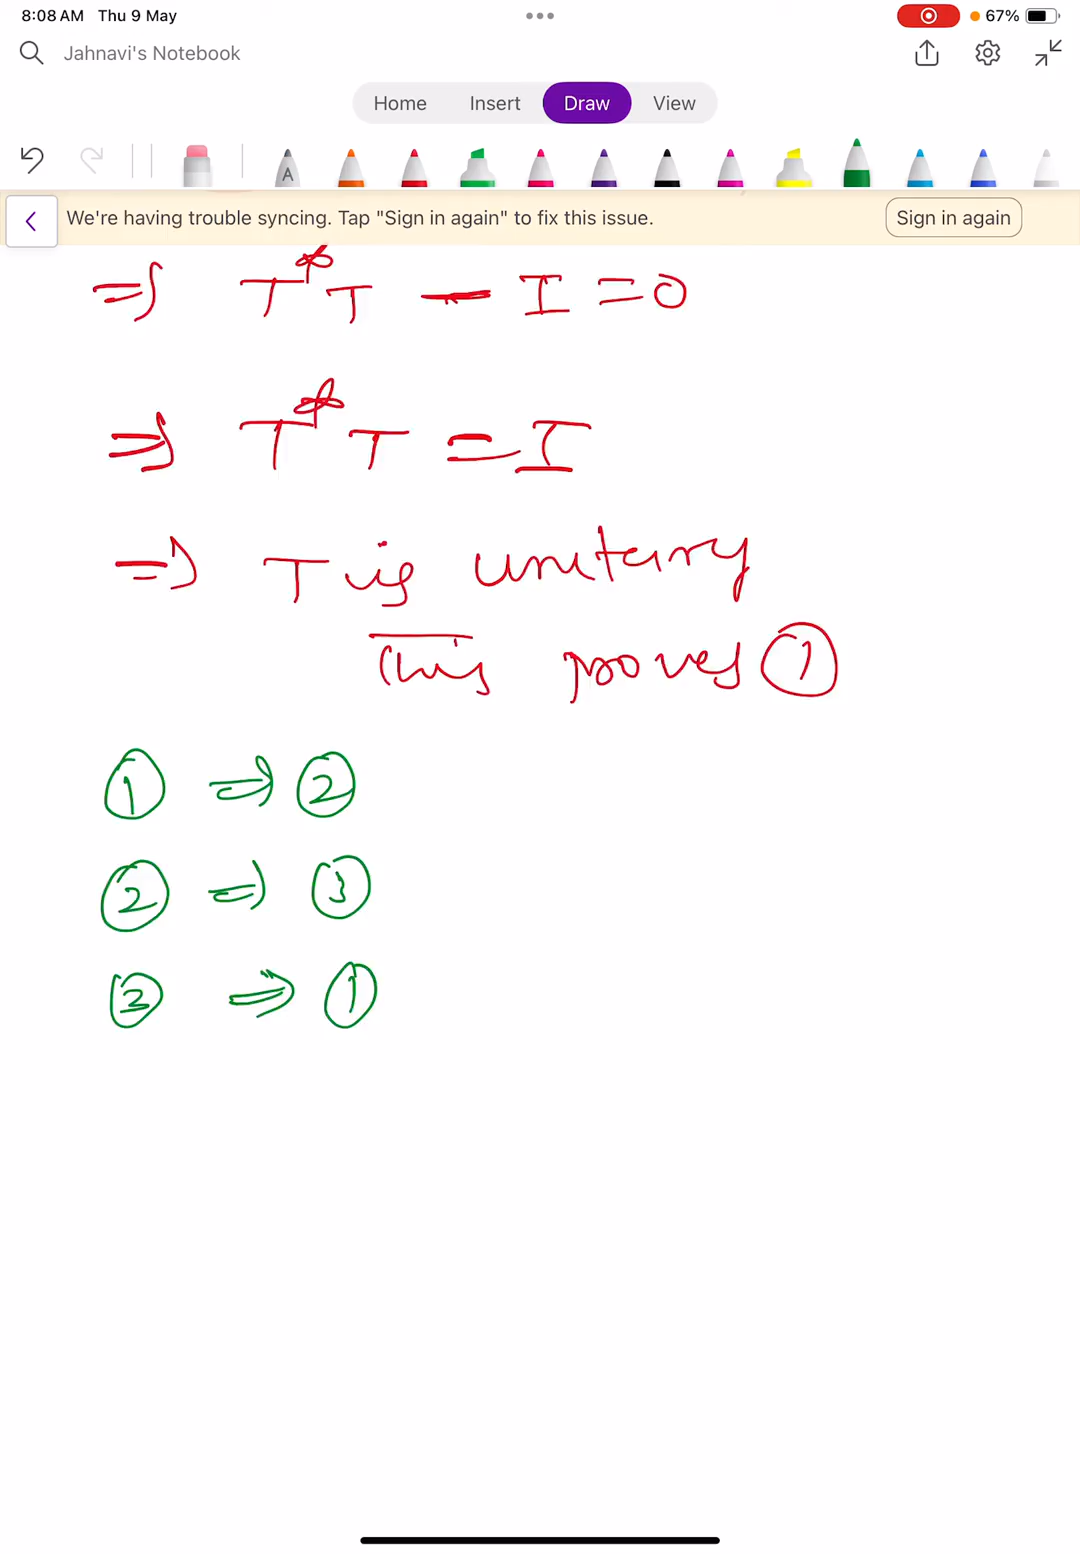 8:08 AM Thu 9 May
67%
Jahnavi's Notebook
Home Insert Draw View
A
We're having trouble syncing. Tap "Sign in again" to fix this issue. Sign in again
⇒ T* T − I = 0
⇒ T* T = I
⇒ T is unitary
This proves ①
① ⇒ ②
② ⇒ ③
③ ⇒ ①